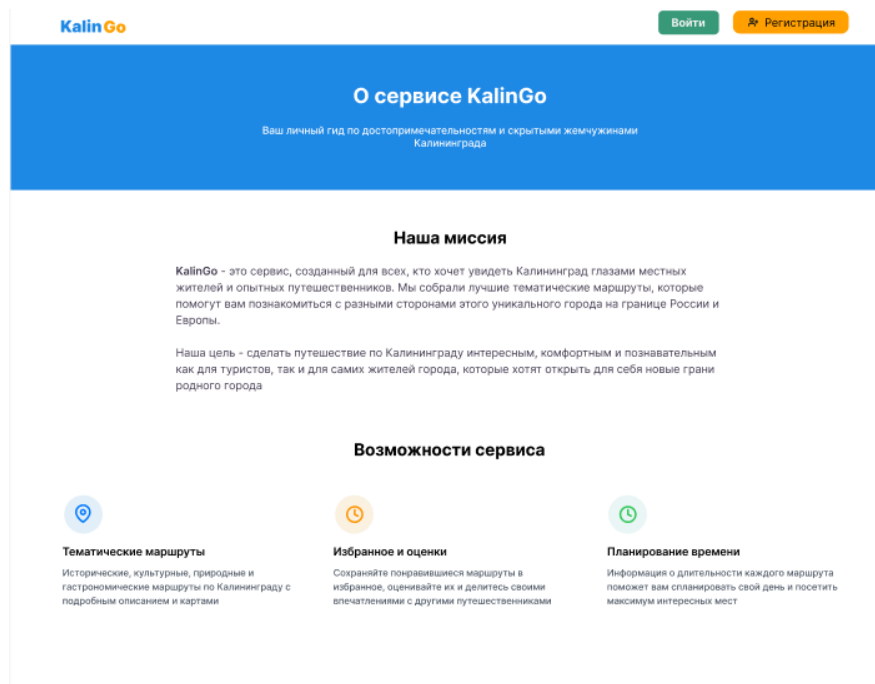 KalinGo
Войти
Регистрация
О сервисе KalinGo
Ваш личный гид по достопримечательностям и скрытыми жемчужинами
Калининграда
Наша миссия
KalinGo - это сервис, созданный для всех, кто хочет увидеть Калининград глазами местных
жителей и опытных путешественников. Мы собрали лучшие тематические маршруты, которые
помогут вам познакомиться с разными сторонами этого уникального города на границе России и
Европы.
Наша цель - сделать путешествие по Калининграду интересным, комфортным и познавательным
как для туристов, так и для самих жителей города, которые хотят открыть для себя новые грани
родного города
Возможности сервиса
Тематические маршруты
Исторические, культурные, природные и
гастрономические маршруты по Калининграду с
подробным описанием и картами
Избранное и оценки
Сохраняйте понравившиеся маршруты в
избранное, оценивайте их и делитесь своими
впечатлениями с другими путешественниками
Планирование времени
Информация о длительности каждого маршрута
поможет вам спланировать свой день и посетить
максимум интересных мест